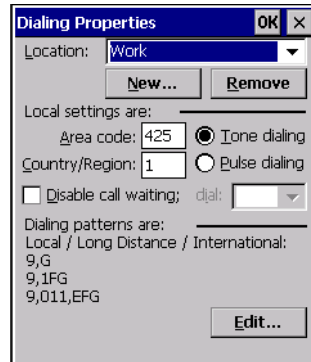 Dialing Properties OK ×
Location: Work
New... Remove
Local settings are:
Area code: 425 Tone dialing
Country/Region: 1 Pulse dialing
Disable call waiting; dial:
Dialing patterns are:
Local / Long Distance / International:
9,G
9,1FG
9,011,EFG
Edit...